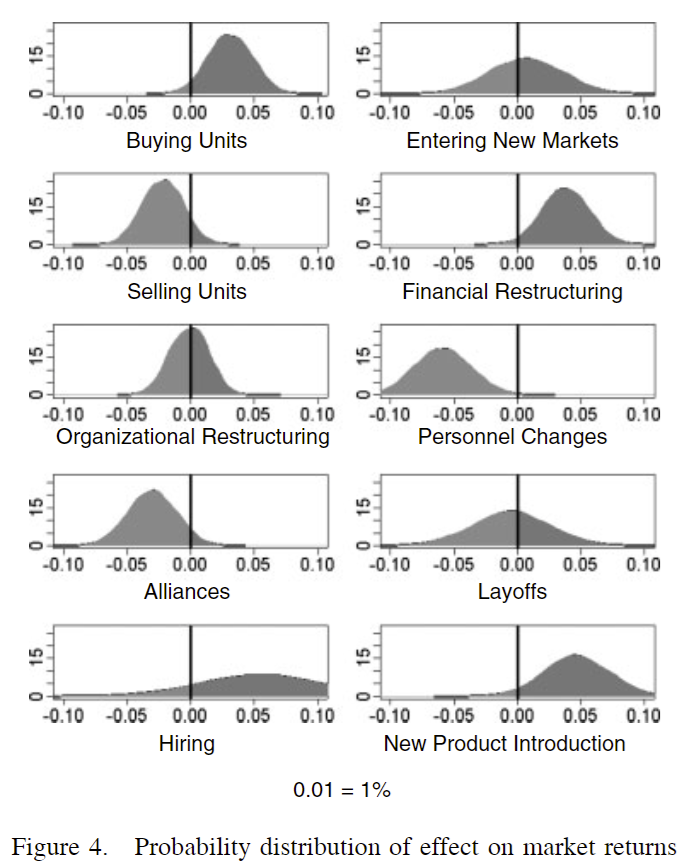 15
0
-0.10 -0.05 0.00 0.05 0.10
Buying Units
15
0
-0.10 -0.05 0.00 0.05 0.10
Entering New Markets
15
0
-0.10 -0.05 0.00 0.05 0.10
Selling Units
15
0
-0.10 -0.05 0.00 0.05 0.10
Financial Restructuring
15
0
-0.10 -0.05 0.00 0.05 0.10
Organizational Restructuring
15
0
-0.10 -0.05 0.00 0.05 0.10
Personnel Changes
15
0
-0.10 -0.05 0.00 0.05 0.10
Alliances
15
0
-0.10 -0.05 0.00 0.05 0.10
Layoffs
15
0
-0.10 -0.05 0.00 0.05 0.10
Hiring
15
0
-0.10 -0.05 0.00 0.05 0.10
New Product Introduction
0.01 = 1%
Figure 4. Probability distribution of effect on market returns